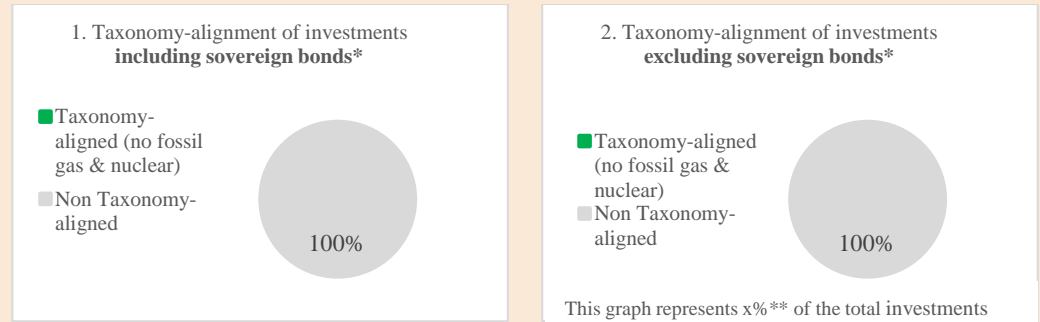 1. Taxonomy-alignment of investments
including sovereign bonds*
Taxonomy-
aligned (no fossil
gas & nuclear)
Non Taxonomy-
aligned
100%
2. Taxonomy-alignment of investments
excluding sovereign bonds*
Taxonomy-aligned
(no fossil gas &
nuclear)
Non Taxonomy-
aligned
100%
This graph represents x%** of the total investments